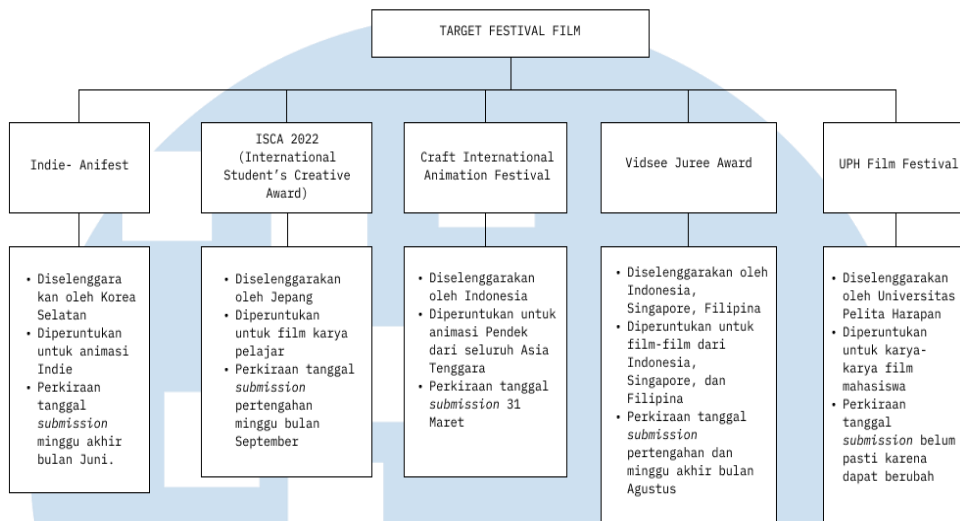 TARGET FESTIVAL FILM
Indie- Anifest
ISCA 2022
(International
Student's Creative
Award)
Craft International
Animation Festival
Vidsee Juree Award
UPH Film Festival
• Diselenggara
kan oleh Korea
Selatan
• Diperuntukan
untuk animasi
Indie
• Perkiraan
tanggal
submission
minggu akhir
bulan Juni.
• Diselenggarakan
oleh Jepang
• Diperuntukan
untuk film karya
pelajar
• Perkiraan tanggal
submission
pertengahan
minggu bulan
September
• Diselenggarakan
oleh Indonesia
• Diperuntukan untuk
animasi Pendek
dari seluruh Asia
Tenggara
• Perkiraan tanggal
submission 31
Maret
• Diselenggarakan oleh
Indonesia,
Singapore, Filipina
• Diperuntukan untuk
film-film dari
Indonesia,
Singapore, dan
Filipina
• Perkiraan tanggal
submission
pertengahan dan
minggu akhir bulan
Agustus
• Diselenggarakan
oleh Universitas
Pelita Harapan
• Diperuntukan
untuk karya-
karya film
mahasiswa
• Perkiraan
tanggal
submission belum
pasti karena
dapat berubah